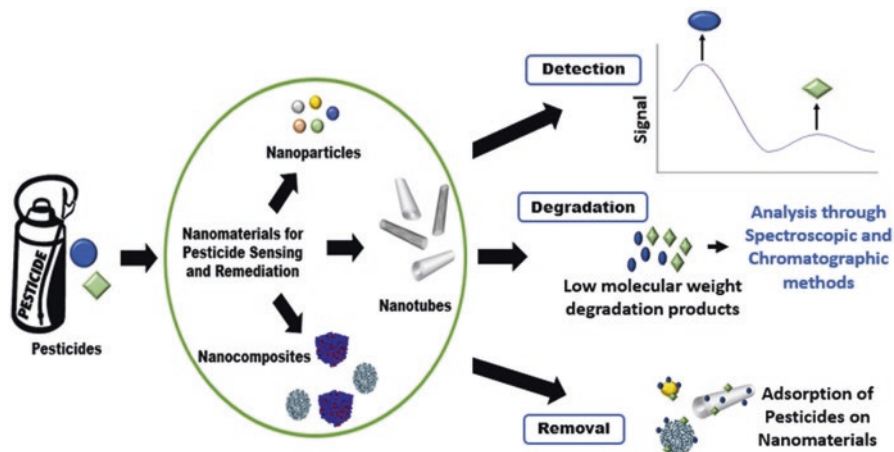 PESTICIDE
Pesticides
Nanomaterials for
Pesticide Sensing
and Remediation
Nanoparticles
Nanotubes
Nanocomposites
Detection
Signal
Degradation
Low molecular weight
degradation products
Analysis through
Spectroscopic and
Chromatographic
methods
Removal
Adsorption of
Pesticides on
Nanomaterials